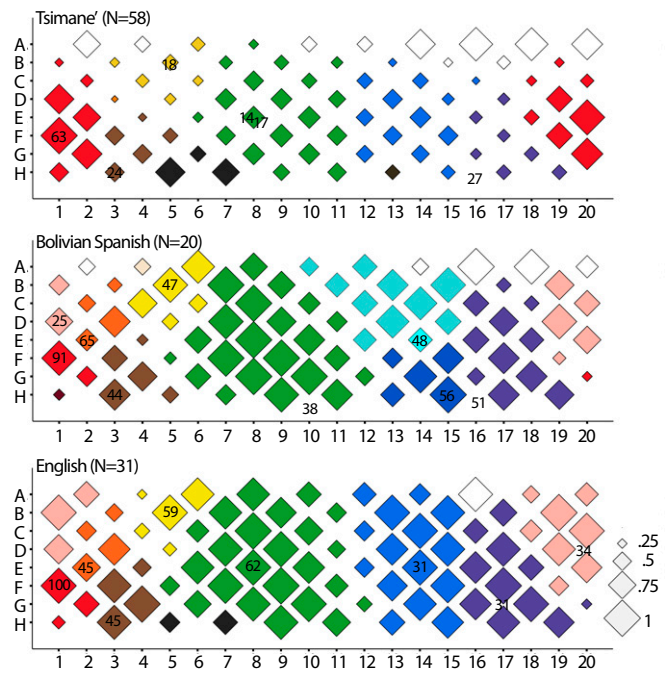 Tsimane’ (N=58)
A
B 18
C
D
E 14 17
F 63
G
H 24 27
1 2 3 4 5 6 7 8 9 10 11 12 13 14 15 16 17 18 19 20
Bolivian Spanish (N=20)
A
B 47
C
D 25
E 65 48
F 91
G
H 44 38 56 51
1 2 3 4 5 6 7 8 9 10 11 12 13 14 15 16 17 18 19 20
English (N=31)
A
B 59
C
D 34
E 45 62 31
F 100
G 31
H 45
1 2 3 4 5 6 7 8 9 10 11 12 13 14 15 16 17 18 19 20
.25
.5
.75
1